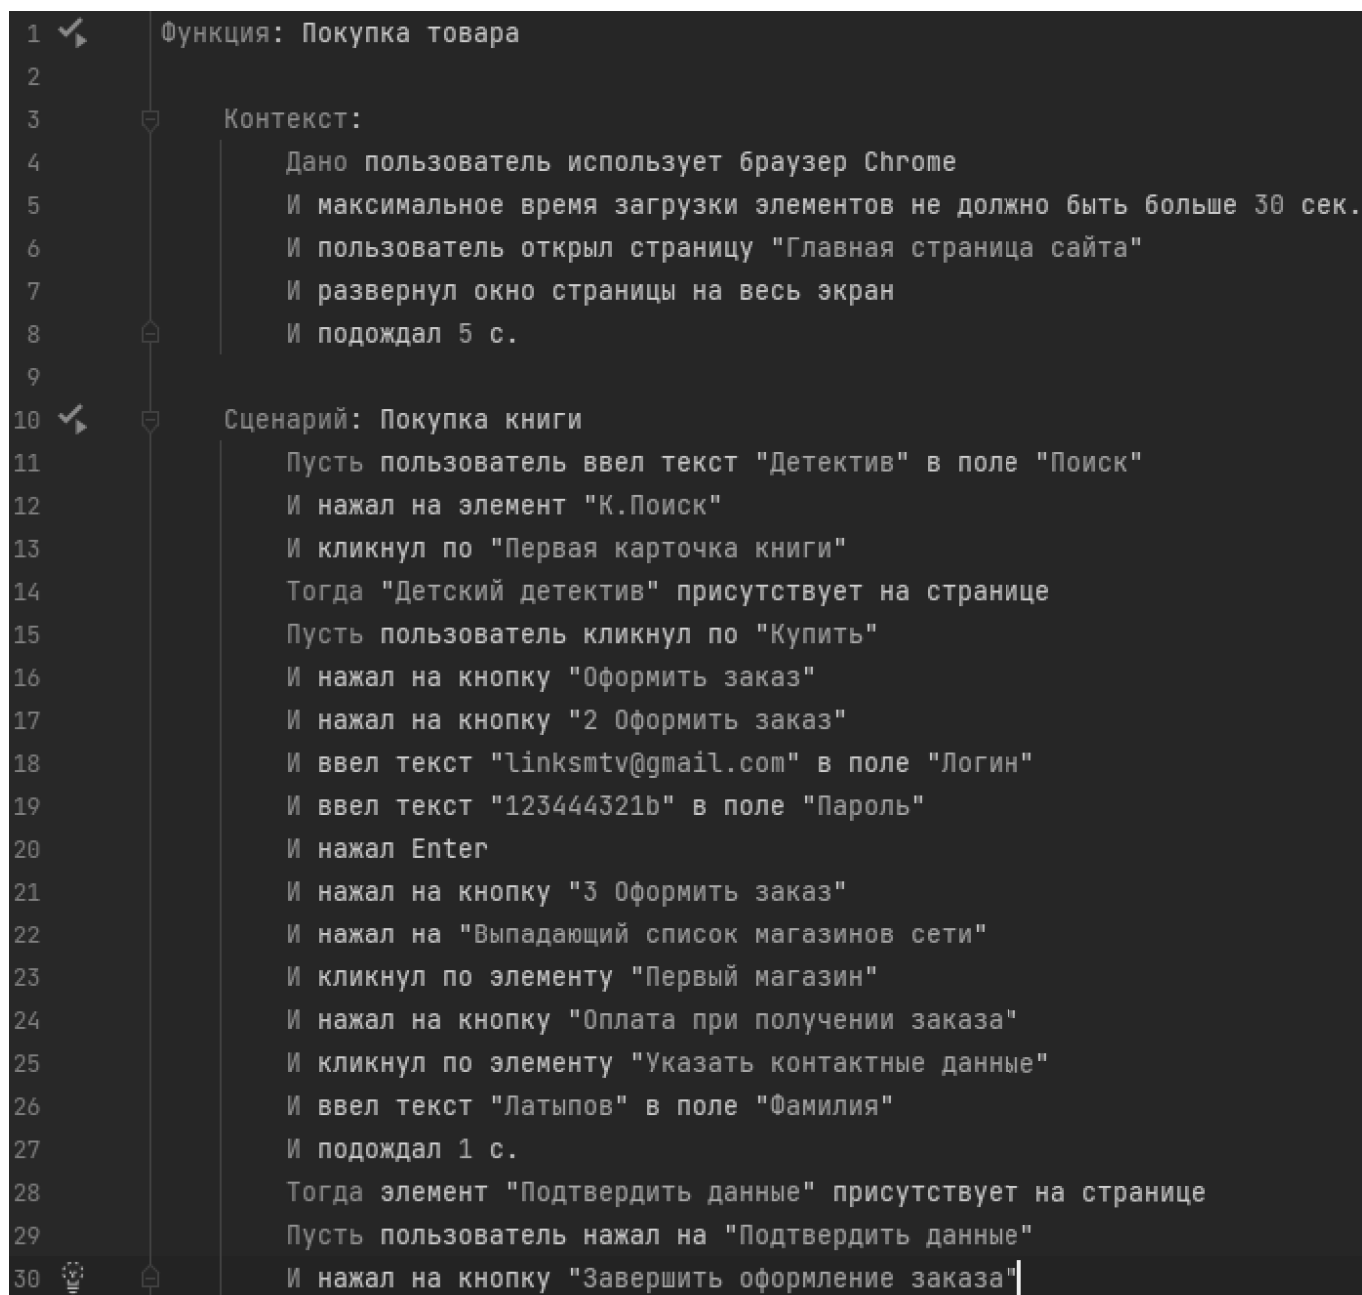 1 Функция: Покупка товара
2
3 Контекст:
4 Дано пользователь использует браузер Chrome
5 И максимальное время загрузки элементов не должно быть больше 30 сек.
6 И пользователь открыл страницу "Главная страница сайта"
7 И развернул окно страницы на весь экран
8 И подождал 5 с.
9
10 Сценарий: Покупка книги
11 Пусть пользователь ввел текст "Детектив" в поле "Поиск"
12 И нажал на элемент "К.Поиск"
13 И кликнул по "Первая карточка книги"
14 Тогда "Детский детектив" присутствует на странице
15 Пусть пользователь кликнул по "Купить"
16 И нажал на кнопку "Оформить заказ"
17 И нажал на кнопку "2 Оформить заказ"
18 И ввел текст "linksmtv@gmail.com" в поле "Логин"
19 И ввел текст "123444321b" в поле "Пароль"
20 И нажал Enter
21 И нажал на кнопку "3 Оформить заказ"
22 И нажал на "Выпадающий список магазинов сети"
23 И кликнул по элементу "Первый магазин"
24 И нажал на кнопку "Оплата при получении заказа"
25 И кликнул по элементу "Указать контактные данные"
26 И ввел текст "Латыпов" в поле "Фамилия"
27 И подождал 1 с.
28 Тогда элемент "Подтвердить данные" присутствует на странице
29 Пусть пользователь нажал на "Подтвердить данные"
30 И нажал на кнопку "Завершить оформление заказа"